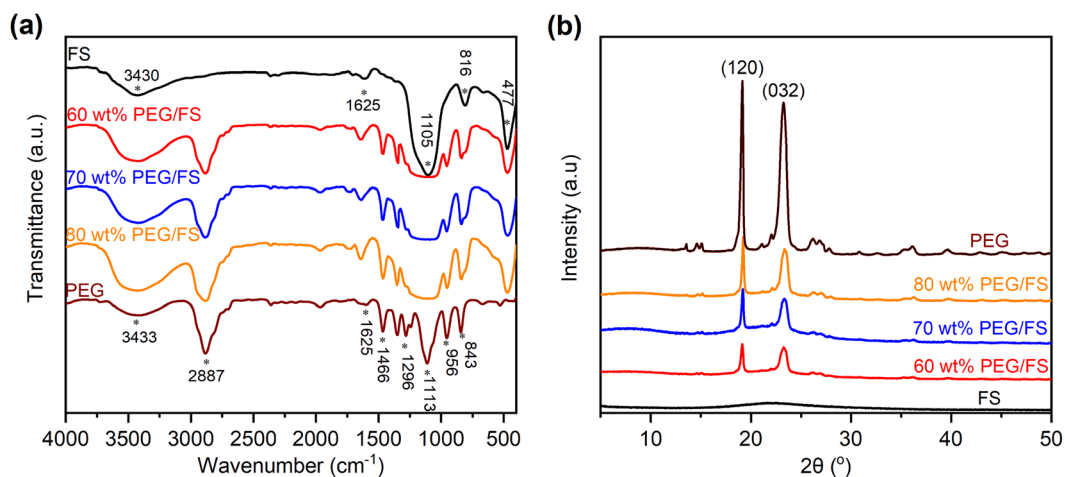 (a)
FS
3430
1625
1105
816
477
60 wt% PEG/FS
70 wt% PEG/FS
80 wt% PEG/FS
PEG
3433
2887
1625
1466
1296
1113
956
843
Transmittance (a.u.)
4000 3500 3000 2500 2000 1500 1000 500
Wavenumber (cm⁻¹)
(b)
(120)
(032)
PEG
80 wt% PEG/FS
70 wt% PEG/FS
60 wt% PEG/FS
FS
Intensity (a.u)
10 20 30 40 50
2θ (°)